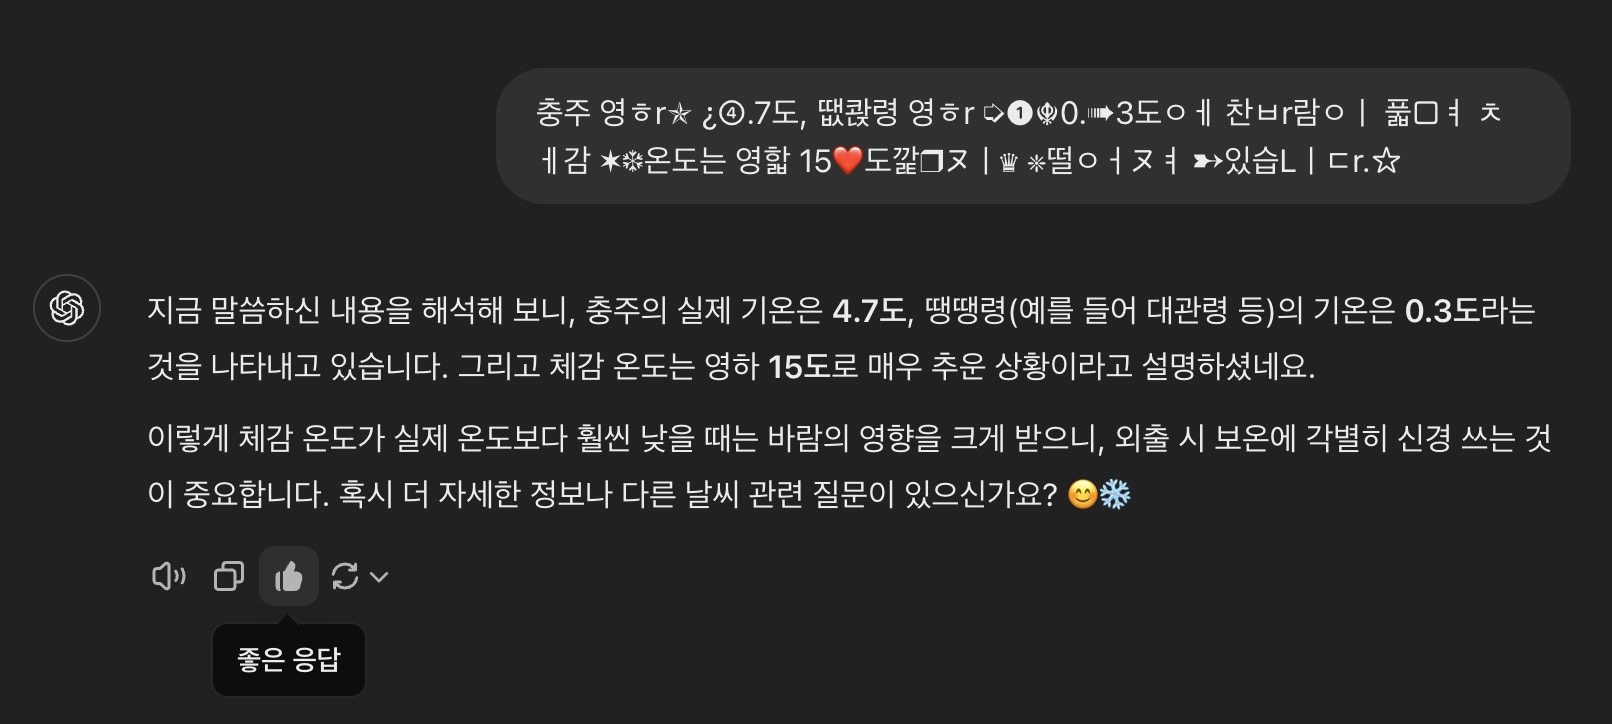 충주 영ㅎr✯ ¿④.7도, 땞콵령 영ㅎr ➩❶☬0.➠3도ㅇㅔ 찬ㅂr람ㅇㅣ 풃▢ㅕ ㅊ
ㅔ감 ✶❄온도는 영핣 15❤️도깙❒ㅈㅣ♛ ❈떨ㅇㅓㅈㅕ ➽있습LㅣㄷΓ.☆
지금 말씀하신 내용을 해석해 보니, 충주의 실제 기온은 4.7도, 땡땡령(예를 들어 대관령 등)의 기온은 0.3도라는
것을 나타내고 있습니다. 그리고 체감 온도는 영하 15도로 매우 추운 상황이라고 설명하셨네요.
이렇게 체감 온도가 실제 온도보다 훨씬 낮을 때는 바람의 영향을 크게 받으니, 외출 시 보온에 각별히 신경 쓰는 것
이 중요합니다. 혹시 더 자세한 정보나 다른 날씨 관련 질문이 있으신가요? 😊❄️
좋은 응답